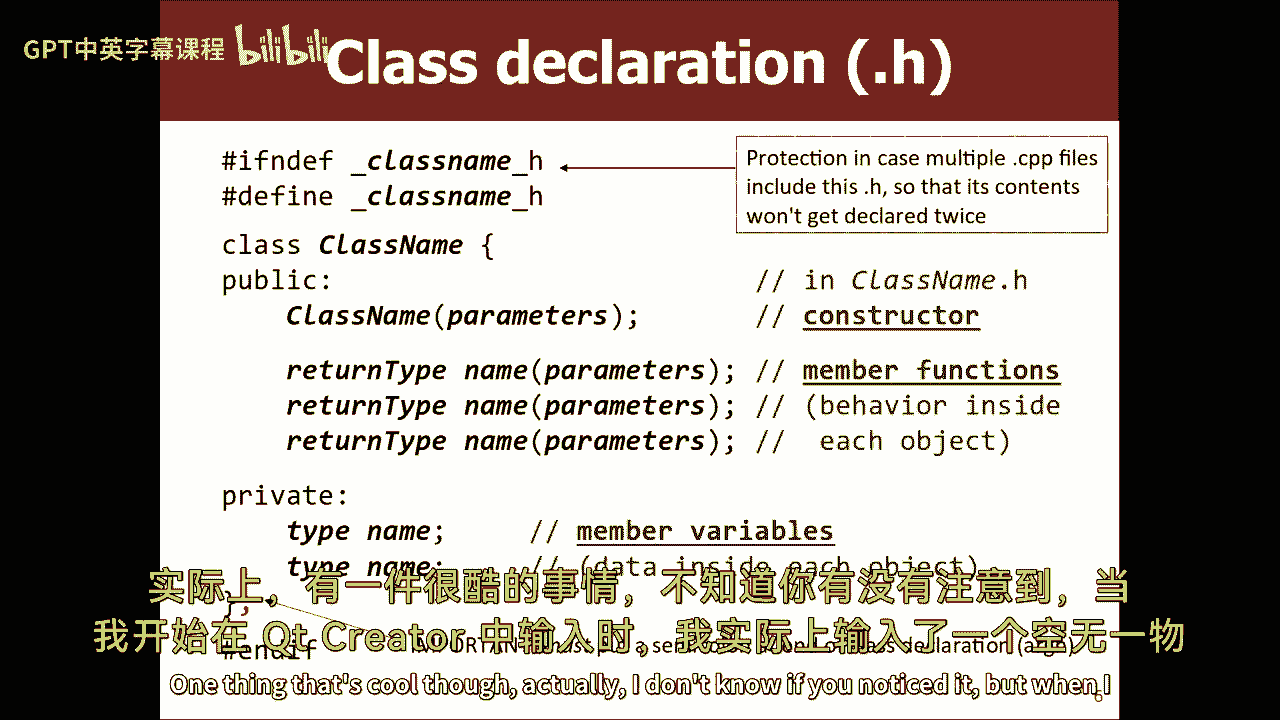 GPT中英字幕课程 bilibili
Class declaration (.h)
#ifndef _classname_h
#define _classname_h
Protection in case multiple .cpp files
include this .h, so that its contents
won't get declared twice
class ClassName {
public: // in ClassName.h
ClassName(parameters); // constructor
returnType name(parameters); // member functions
returnType name(parameters); // (behavior inside
returnType name(parameters); // each object)
private:
type name; // member variables
type name; // (data inside each object)
};
#endif
实际上，有一件很酷的事情，不知道你有没有注意到，当
我开始在 Qt Creator 中输入时，我实际上输入了一个空无一物
One thing that's cool though, actually, I don't know if you noticed it, but when I